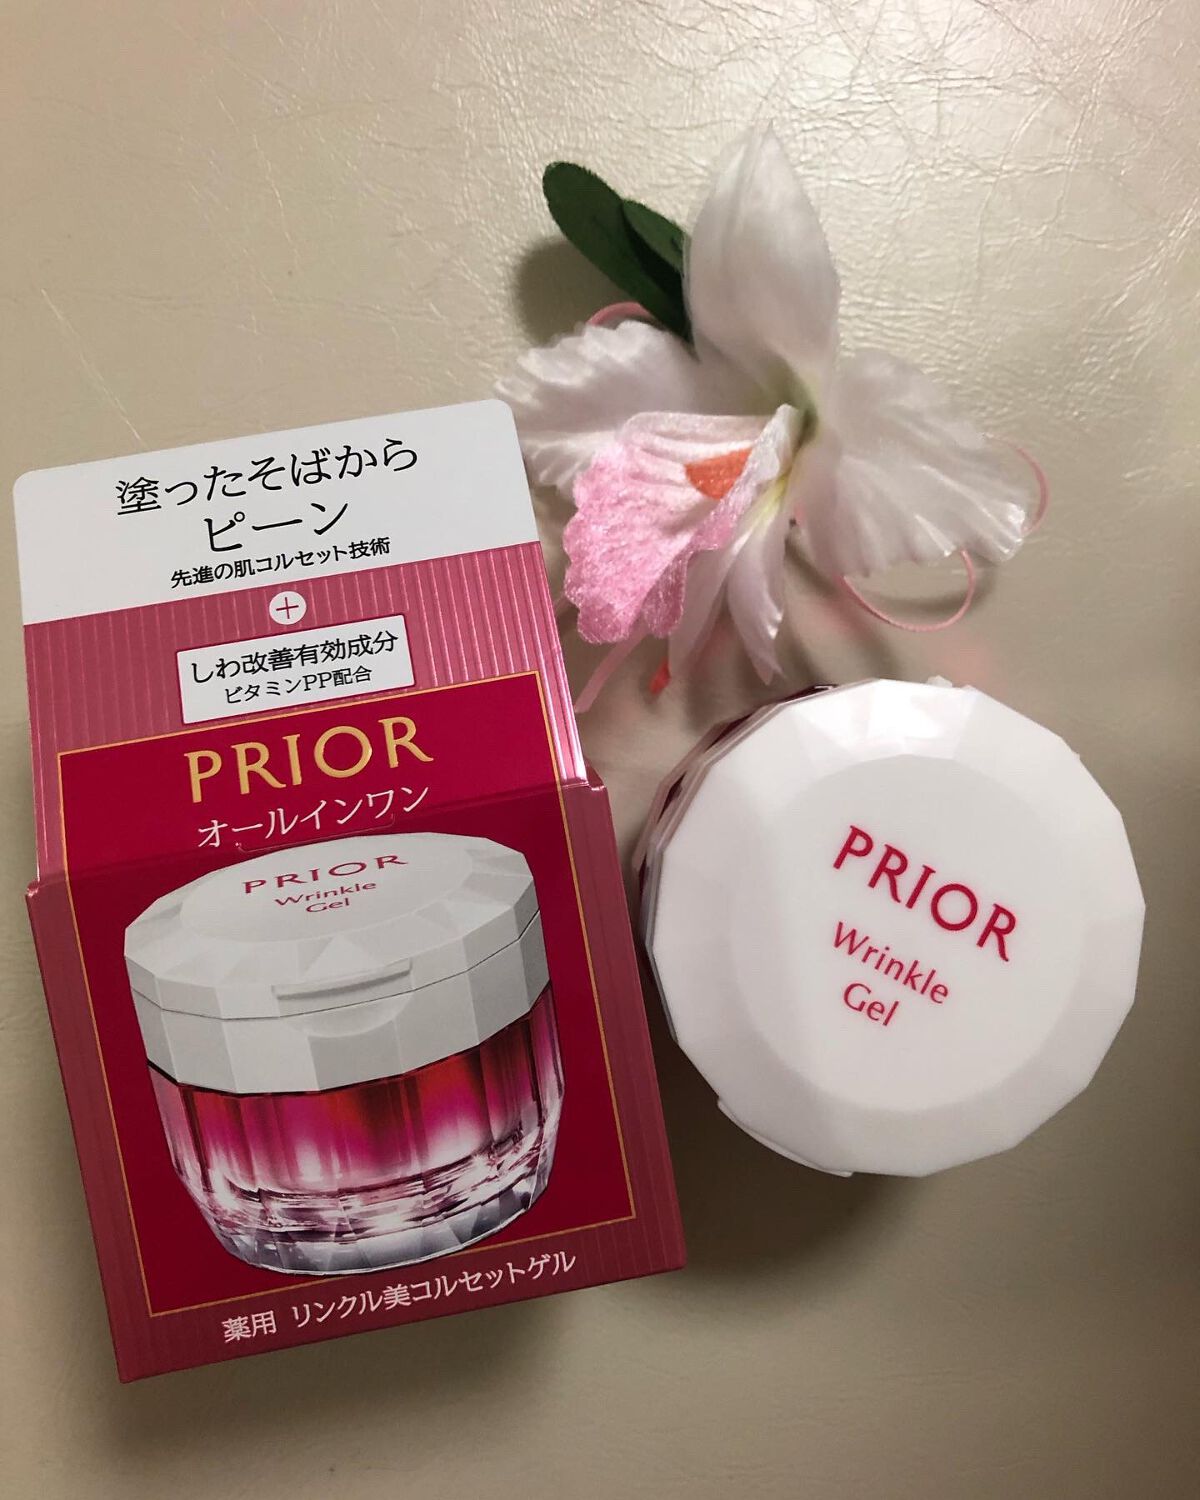 塗ったそばから
ピーン
先進の肌コルセット技術
+
しわ改善有効成分
ビタミンPP配合
PRIOR
オールインワン
PRIOR
Wrinkle
Gel
薬用 リンクル美コルセットゲル
PRIOR
Wrinkle
Gel